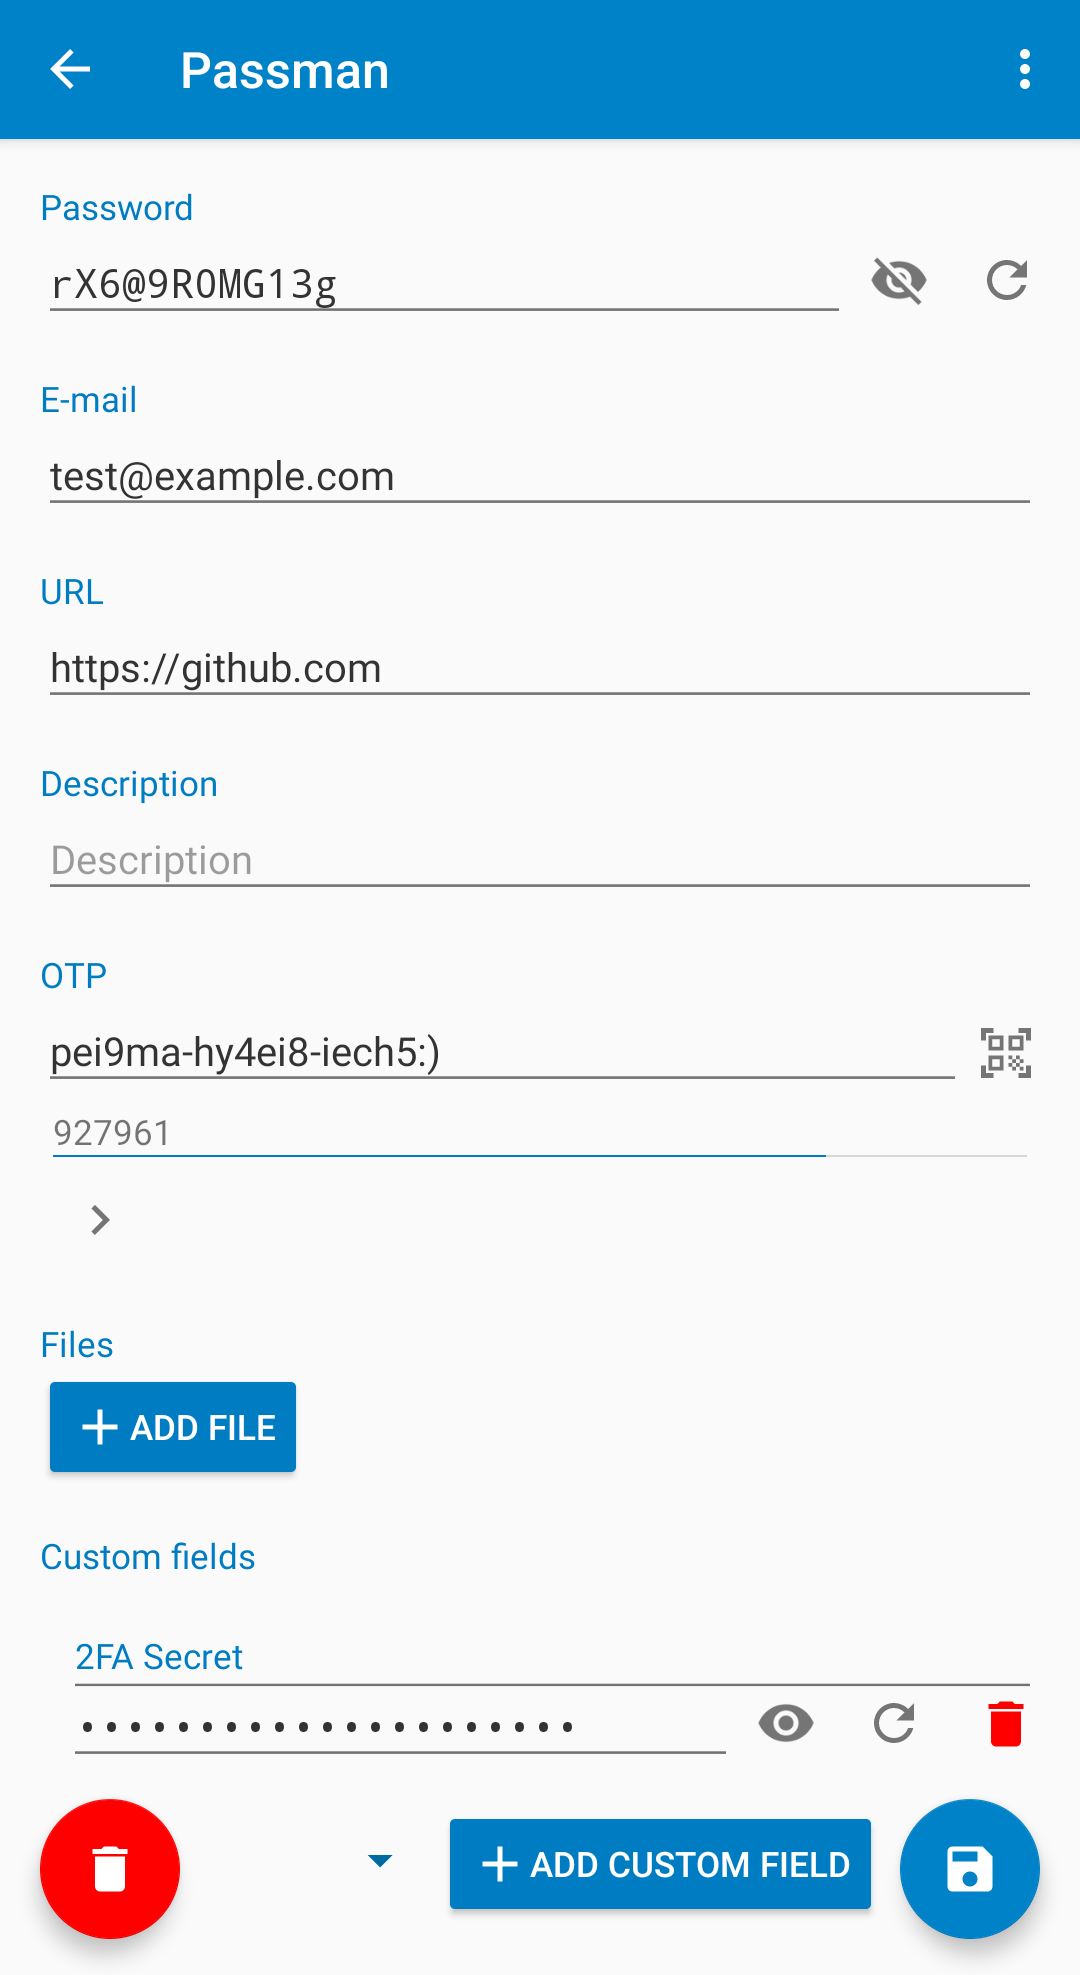 Passman
Password
rX6@9ROMG13g
E-mail
test@example.com
URL
https://github.com
Description
Description
OTP
pei9ma-hy4ei8-iech5:)
927961
Files
ADD FILE
Custom fields
2FA Secret
•••••••••••••••••••••
ADD CUSTOM FIELD